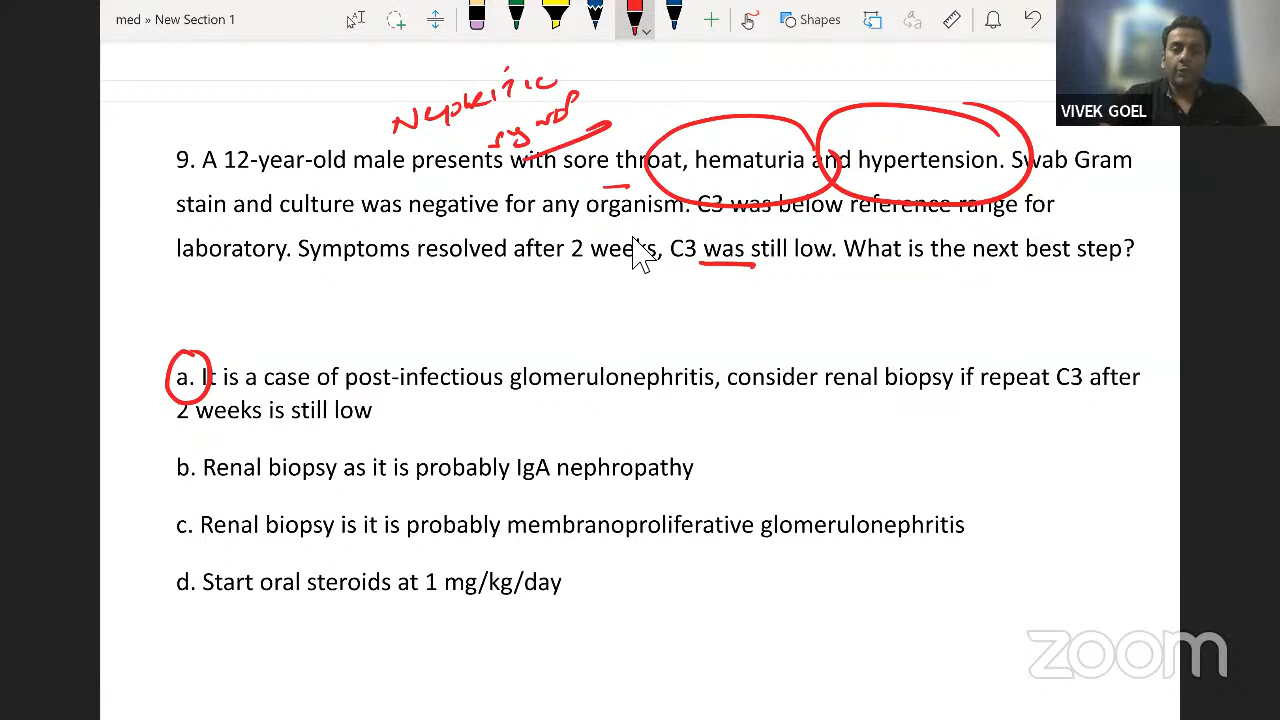 med » New Section 1
Shapes
VIVEK GOEL
Nephritic
synd
9. A 12-year-old male presents with sore throat, hematuria and hypertension. Swab Gram
stain and culture was negative for any organism. C3 was below reference range for
laboratory. Symptoms resolved after 2 weeks, C3 was still low. What is the next best step?
a. It is a case of post-infectious glomerulonephritis, consider renal biopsy if repeat C3 after
2 weeks is still low
b. Renal biopsy as it is probably IgA nephropathy
c. Renal biopsy is it is probably membranoproliferative glomerulonephritis
d. Start oral steroids at 1 mg/kg/day
zoom